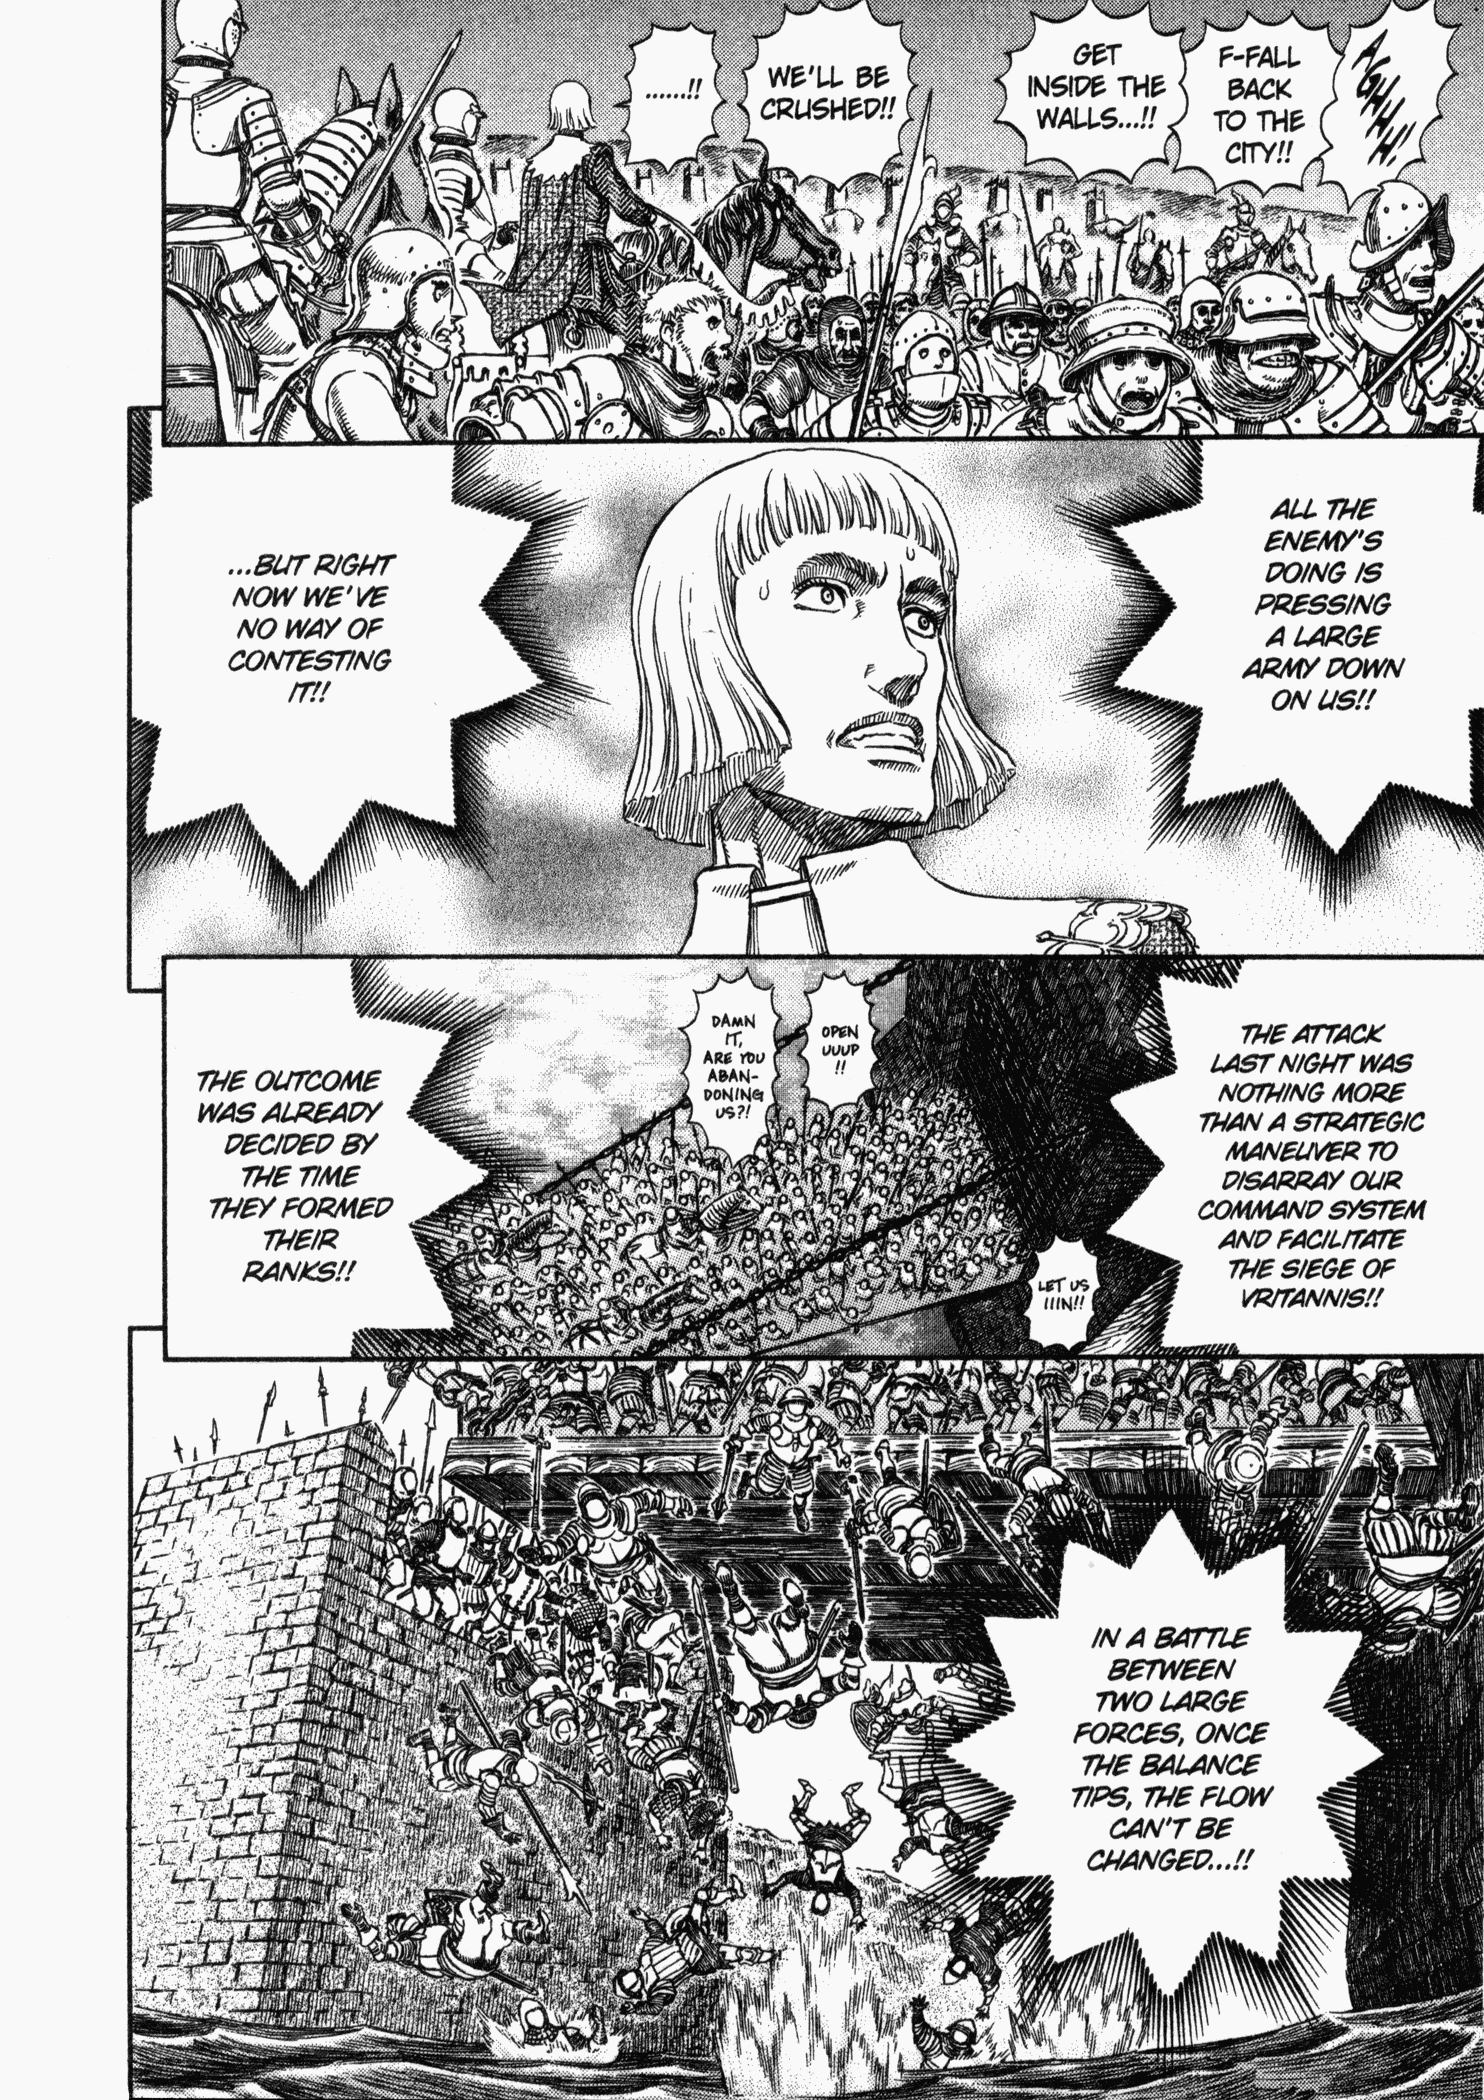 AGHHH!!
F-FALL
BACK
TO THE
CITY!!
GET
INSIDE THE
WALLS...!!
WE'LL BE
CRUSHED!!
......!!
ALL THE
ENEMY'S
DOING IS
PRESSING
A LARGE
ARMY DOWN
ON US!!
...BUT RIGHT
NOW WE'VE
NO WAY OF
CONTESTING
IT!!
THE ATTACK
LAST NIGHT WAS
NOTHING MORE
THAN A STRATEGIC
MANEUVER TO
DISARRAY OUR
COMMAND SYSTEM
AND FACILITATE
THE SIEGE OF
VRITANNIS!!
OPEN
UUUP
!!
DAMN
IT,
ARE YOU
ABAN-
DONING
US?!
LET US
IIIN!!
THE OUTCOME
WAS ALREADY
DECIDED BY
THE TIME
THEY FORMED
THEIR
RANKS!!
IN A BATTLE
BETWEEN
TWO LARGE
FORCES, ONCE
THE BALANCE
TIPS, THE FLOW
CAN'T BE
CHANGED...!!